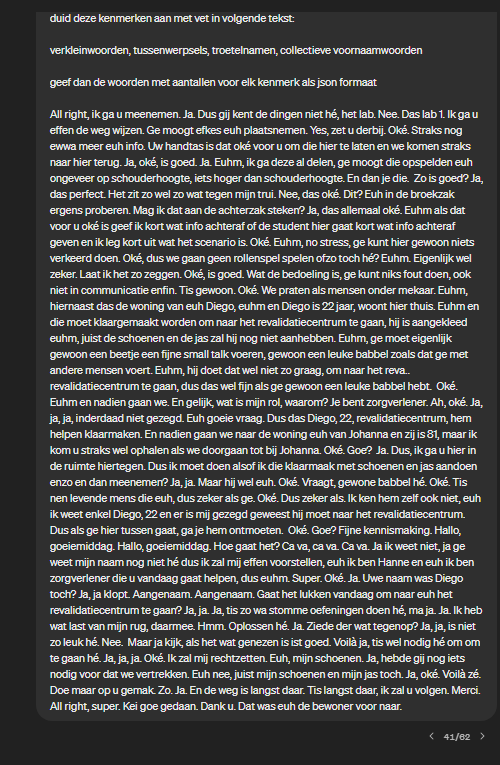 duid deze kenmerken aan met vet in volgende tekst:
verkleinwoorden, tussenwerpsels, troetelnamen, collectieve voornaamwoorden
geef dan de woorden met aantallen voor elk kenmerk als json formaat
All right, ik ga u meenemen. Ja. Dus gij kent de dingen niet hé, het lab. Nee. Das lab 1. Ik ga u
effen de weg wijzen. Ge moogt efkes euh plaatsnemen. Yes, zet u derbij. Oké. Straks nog
ewwa meer euh info. Uw handtas is dat oké voor u om die hier te laten en we komen straks
naar hier terug. Ja, oké, is goed. Ja. Euhm, ik ga deze al delen, ge moogt die opspelden euh
ongeveer op schouderhoogte, iets hoger dan schouderhoogte. En dan je die.  Zo is goed? Ja,
das perfect. Het zit zo wel zo wat tegen mijn trui. Nee, das oké. Dit? Euh in de broekzak
ergens proberen. Mag ik dat aan de achterzak steken? Ja, das allemaal oké. Euhm als dat
voor u oké is geef ik kort wat info achteraf of de student hier gaat kort wat info achteraf
geven en ik leg kort uit wat het scenario is. Oké. Euhm, no stress, ge kunt hier gewoon niets
verkeerd doen. Oké, dus we gaan geen rollenspel spelen ofzo toch hé? Euhm. Eigenlijk wel
zeker. Laat ik het zo zeggen. Oké, is goed. Wat de bedoeling is, ge kunt niks fout doen, ook
niet in communicatie enfin. Tis gewoon. Oké. We praten als mensen onder mekaar. Euhm,
hiernaast das de woning van euh Diego, euhm en Diego is 22 jaar, woont hier thuis. Euhm en
die moet klaargemaakt worden om naar het revalidatiecentrum te gaan, hij is aangekleed
euhm, juist de schoenen en de jas zal hij nog niet aanhebben. Euhm, ge moet eigenlijk
gewoon een beetje een fijne small talk voeren, gewoon een leuke babbel zoals dat ge met
andere mensen voert. Euhm, hij doet dat wel niet zo graag, om naar het reva..
revalidatiecentrum te gaan, dus das wel fijn als ge gewoon een leuke babbel hebt.  Oké.
Euhm en nadien gaan we. En gelijk, wat is mijn rol, waarom? Je bent zorgverlener. Ah, oké. Ja,
ja, ja, inderdaad niet gezegd. Euh goeie vraag. Dus das Diego, 22, revalidatiecentrum, hem
helpen klaarmaken. En nadien gaan we naar de woning euh van Johanna en zij is 81, maar ik
kom u straks wel ophalen als we doorgaan tot bij Johanna. Oké. Goe?  Ja. Dus, ik ga u hier in
de ruimte hiertegen. Dus ik moet doen alsof ik die klaarmaak met schoenen en jas aandoen
enzo en dan meenemen? Ja, ja. Maar hij wel euh. Oké. Vraagt, gewone babbel hé. Oké. Tis
nen levende mens die euh, dus zeker als ge. Oké. Dus zeker als. Ik ken hem zelf ook niet, euh
ik weet enkel Diego, 22 en er is mij gezegd geweest hij moet naar het revalidatiecentrum.
Dus als ge hier tussen gaat, ga je hem ontmoeten.  Oké. Goe? Fijne kennismaking. Hallo,
goeiemiddag. Hallo, goeiemiddag. Hoe gaat het? Ca va, ca va. Ca va. Ja ik weet niet, ja ge
weet mijn naam nog niet hé dus ik zal mij effen voorstellen, euh ik ben Hanne en euh ik ben
zorgverlener die u vandaag gaat helpen, dus euhm. Super. Oké. Ja. Uwe naam was Diego
toch? Ja, ja klopt. Aangenaam. Aangenaam. Gaat het lukken vandaag om naar euh het
revalidatiecentrum te gaan? Ja, ja. Ja, tis zo wa stomme oefeningen doen hé, ma ja. Ja. Ik heb
wat last van mijn rug, daarmee. Hmm. Oplossen hé. Ja. Ziede der wat tegenop? Ja, ja, is niet
zo leuk hé. Nee.  Maar ja kijk, als het wat genezen is ist goed. Voilà ja, tis wel nodig hé om om
te gaan hé. Ja, ja, ja. Oké. Ik zal mij rechtzetten. Euh, mijn schoenen. Ja, hebde gij nog iets
nodig voor dat we vertrekken. Euh nee, juist mijn schoenen en mijn jas toch. Ja, oké. Voilà zé.
Doe maar op u gemak. Zo. Ja. En de weg is langst daar. Tis langst daar, ik zal u volgen. Merci.
All right, super. Kei goe gedaan. Dank u. Dat was euh de bewoner voor naar.
41/62